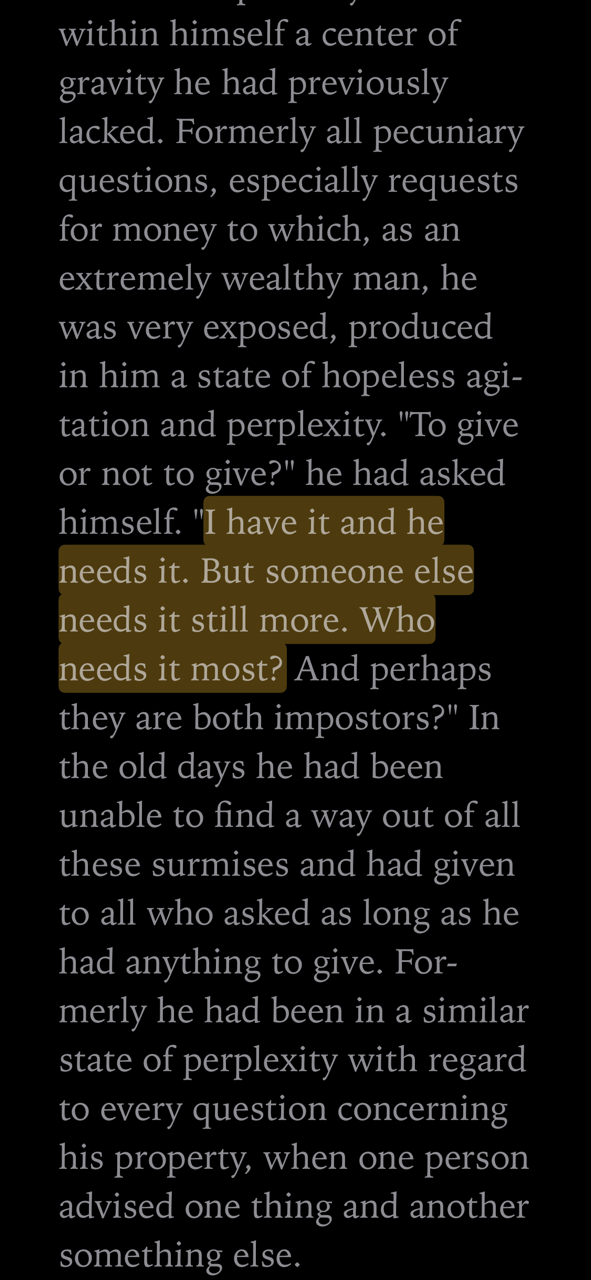 within himself a center of
gravity he had previously
lacked. Formerly all pecuniary
questions, especially requests
for money to which, as an
extremely wealthy man, he
was very exposed, produced
in him a state of hopeless agi-
tation and perplexity. "To give
or not to give?" he had asked
himself. "I have it and he
needs it. But someone else
needs it still more. Who
needs it most? And perhaps
they are both impostors?" In
the old days he had been
unable to find a way out of all
these surmises and had given
to all who asked as long as he
had anything to give. For-
merly he had been in a similar
state of perplexity with regard
to every question concerning
his property, when one person
advised one thing and another
something else.